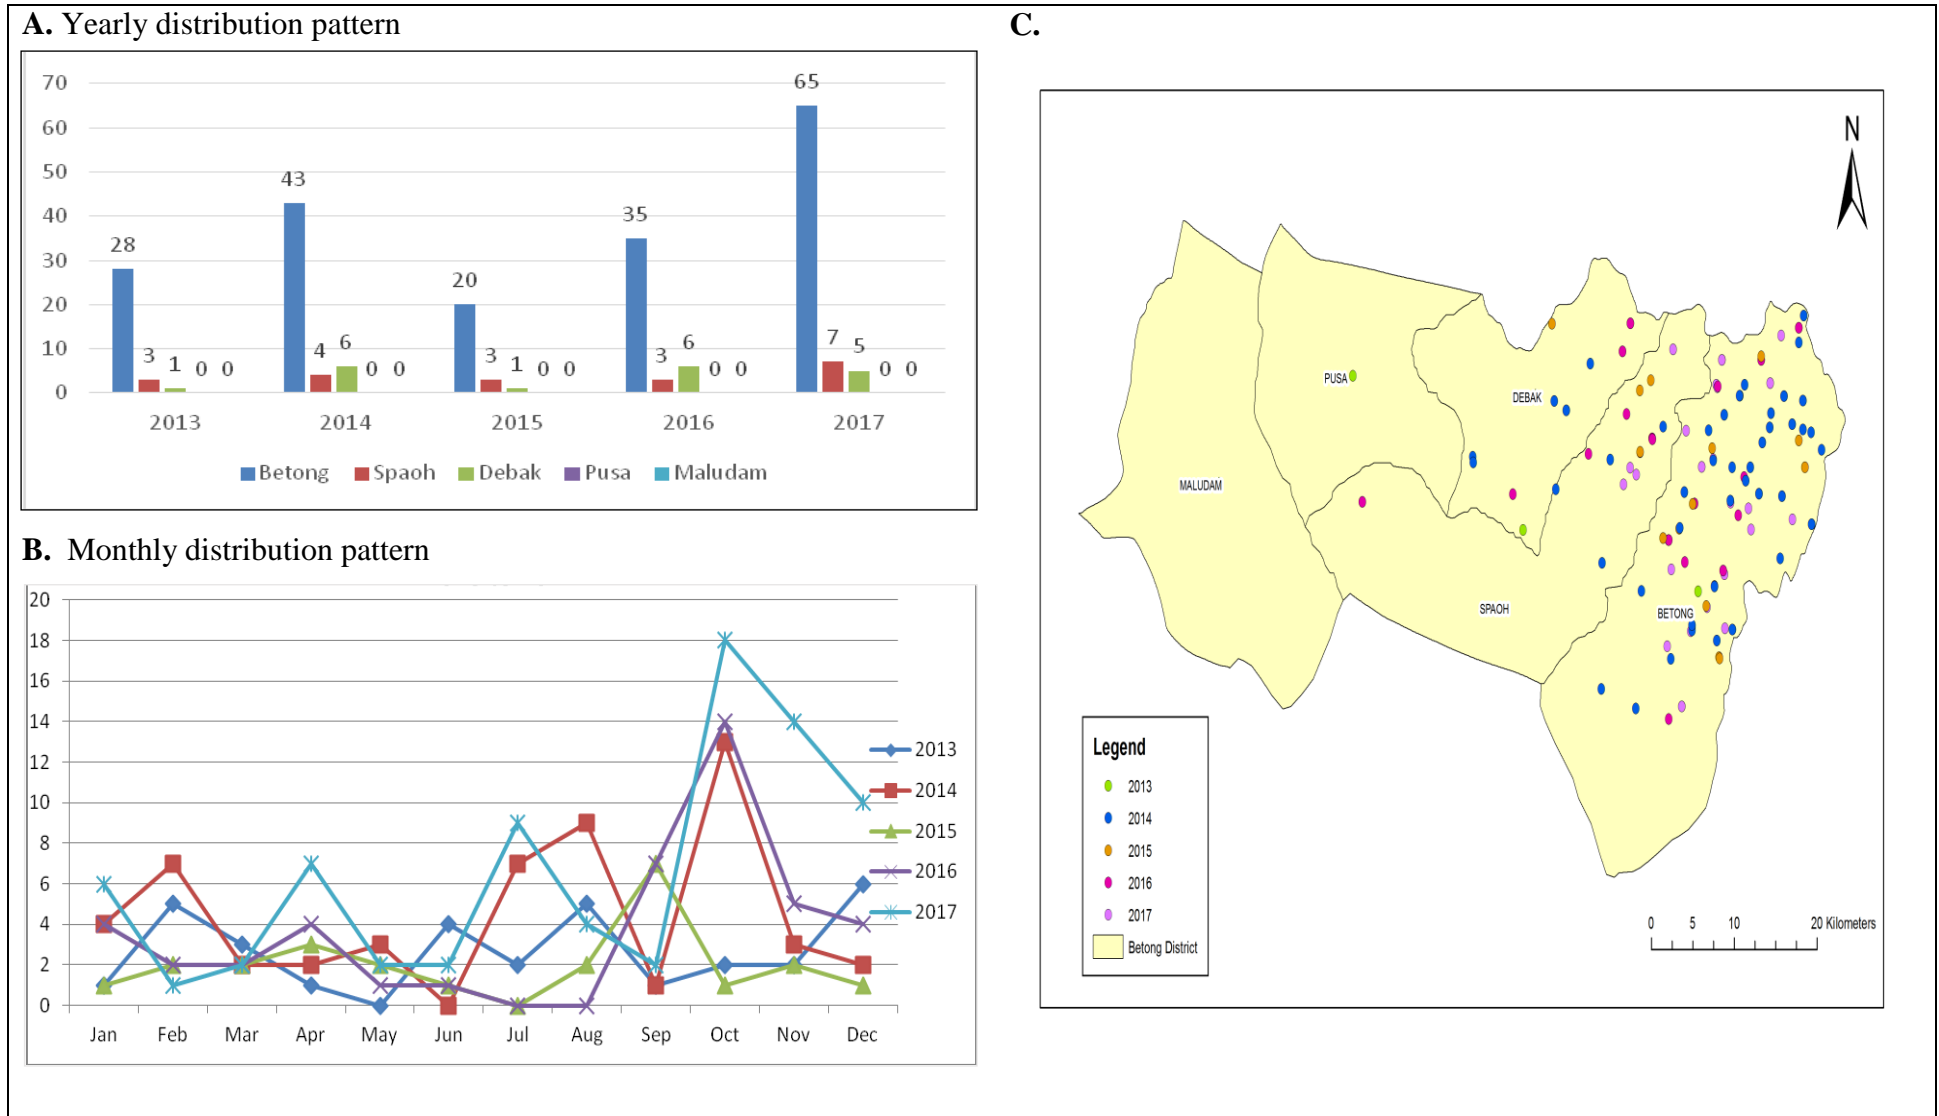 A. Yearly distribution pattern
70
60
50
40
30
20
10
0
28
3
1
0
0
43
4
6
0
0
20
3
1
0
0
35
3
6
0
0
65
7
5
0
0
2013
2014
2015
2016
2017
Betong
Spaoh
Debak
Pusa
Maludam
B. Monthly distribution pattern
20
18
16
14
12
10
8
6
4
2
0
Jan
Feb
Mar
Apr
May
Jun
Jul
Aug
Sep
Oct
Nov
Dec
2013
2014
2015
2016
2017
C.
N
PUSA
DEBAK
MALUDAM
SPAOH
BETONG
Legend
2013
2014
2015
2016
2017
Betong District
0 5 10 20 Kilometers